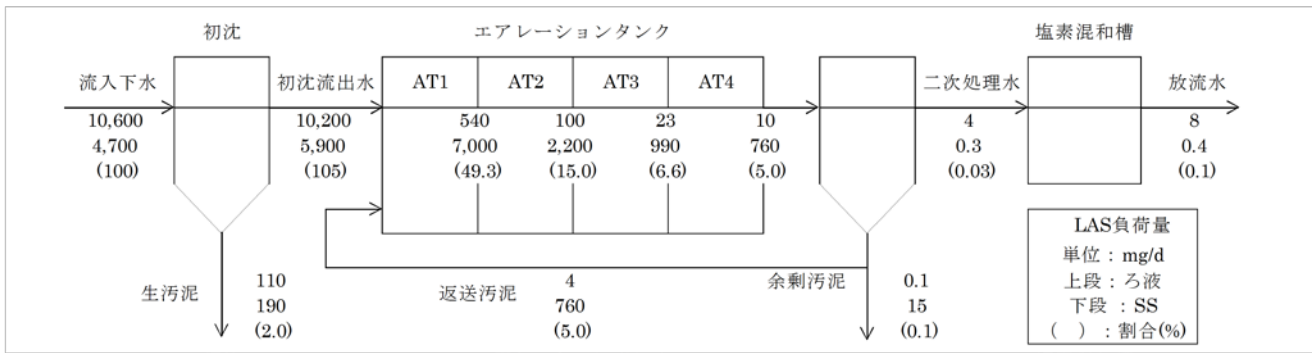 初沈
エアレーションタンク
塩素混和槽
流入下水
初沈流出水
AT1
AT2
AT3
AT4
二次処理水
放流水
10,600
4,700
(100)
10,200
5,900
(105)
540
7,000
(49.3)
100
2,200
(15.0)
23
990
(6.6)
10
760
(5.0)
4
0.3
(0.03)
8
0.4
(0.1)
生汚泥
110
190
(2.0)
返送汚泥
4
760
(5.0)
余剰汚泥
0.1
15
(0.1)
LAS負荷量
単位：mg/d
上段：ろ液
下段：SS
（　）：割合(%)